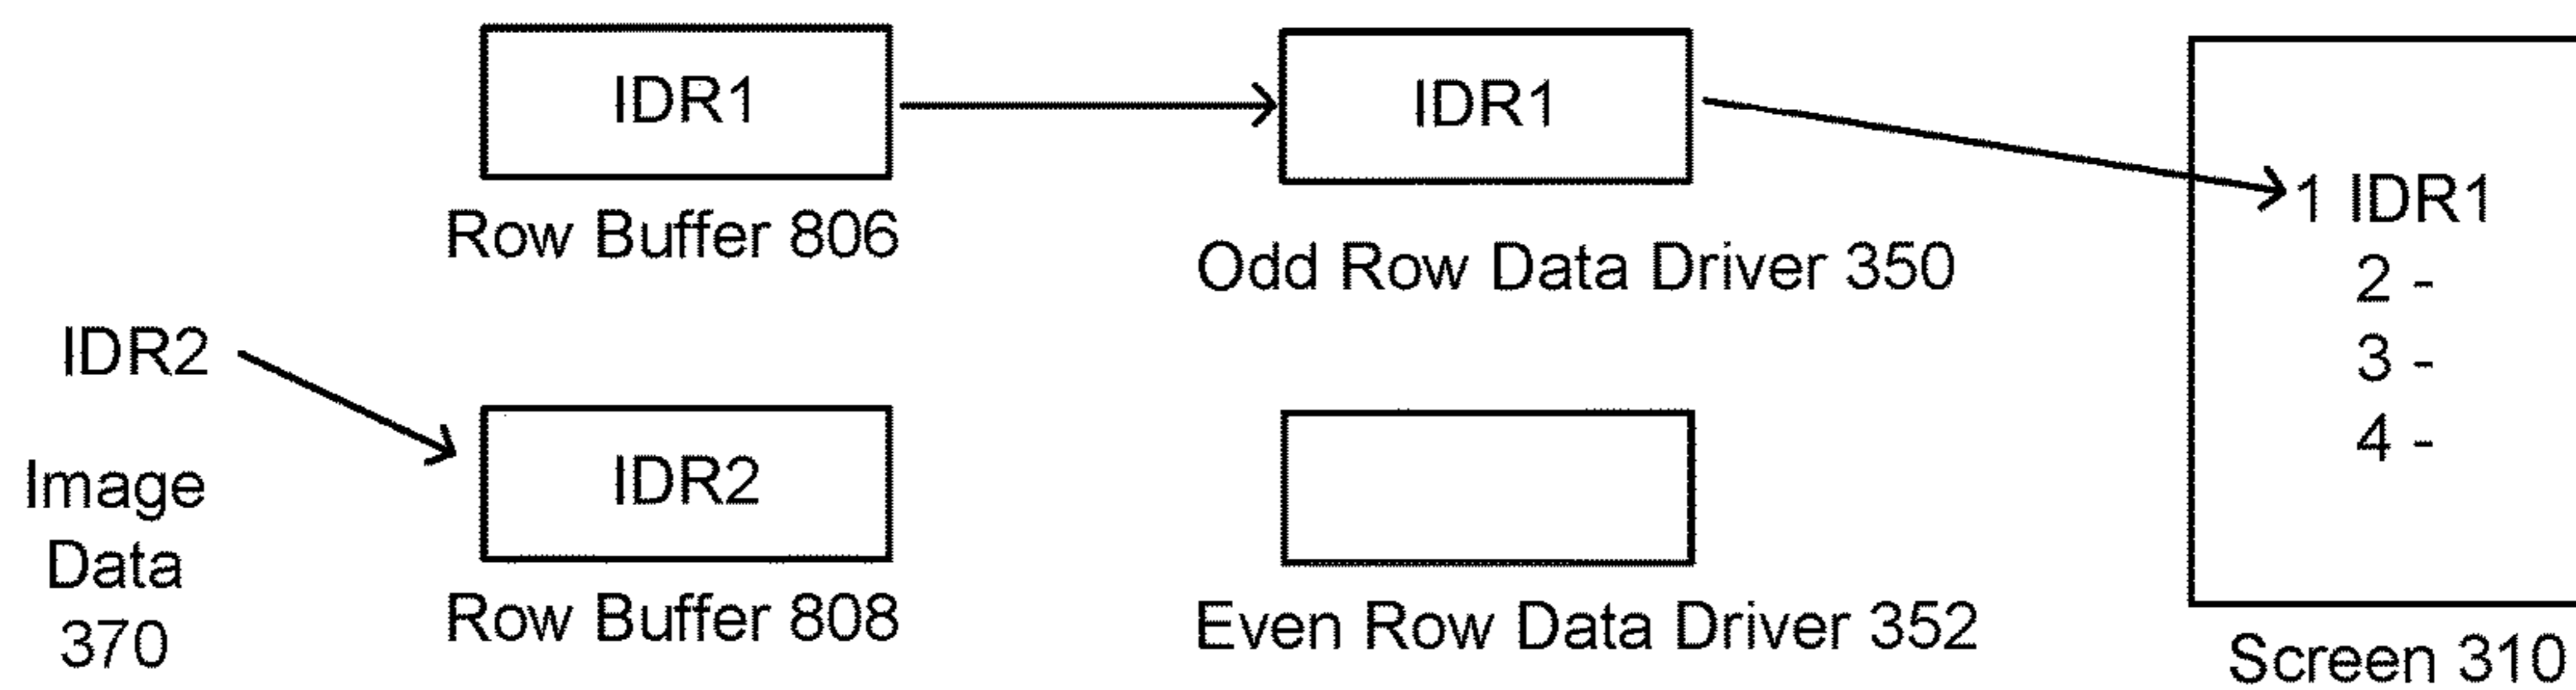 IDR1
Row Buffer 806
IDR1
Odd Row Data Driver 350
1 IDR1
2 -
3 -
4 -
Screen 310
IDR2
Image
Data
370
IDR2
Row Buffer 808
Even Row Data Driver 352